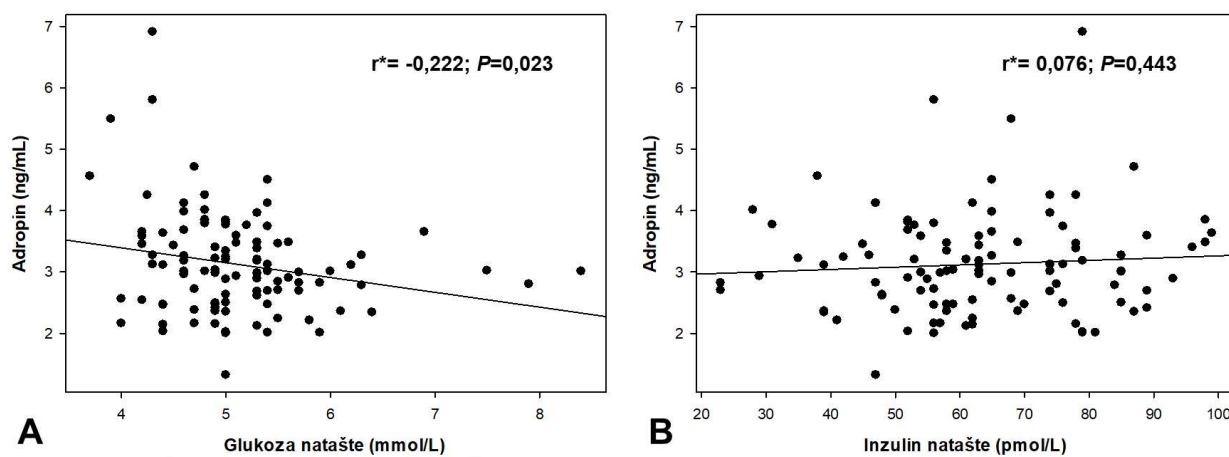 7
6
5
4
3
2
Adropin (ng/mL)
r*= -0,222; P=0,023
4 5 6 7 8
Glukoza natašte (mmol/L)
A
7
6
5
4
3
2
Adropin (ng/mL)
r*= 0,076; P=0,443
20 30 40 50 60 70 80 90 100
Inzulin natašte (pmol/L)
B